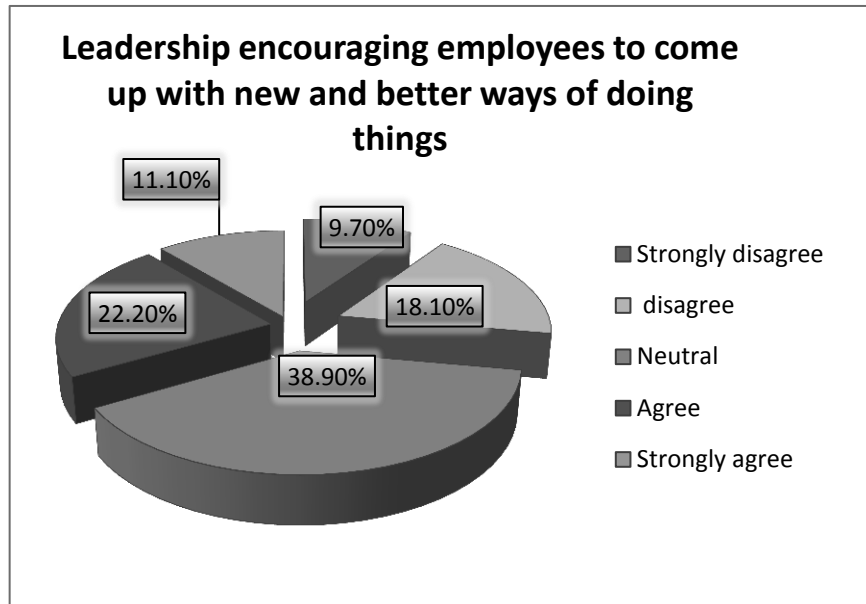 Leadership encouraging employees to come
up with new and better ways of doing
things
11.10%
9.70%
22.20%
18.10%
38.90%
Strongly disagree
disagree
Neutral
Agree
Strongly agree